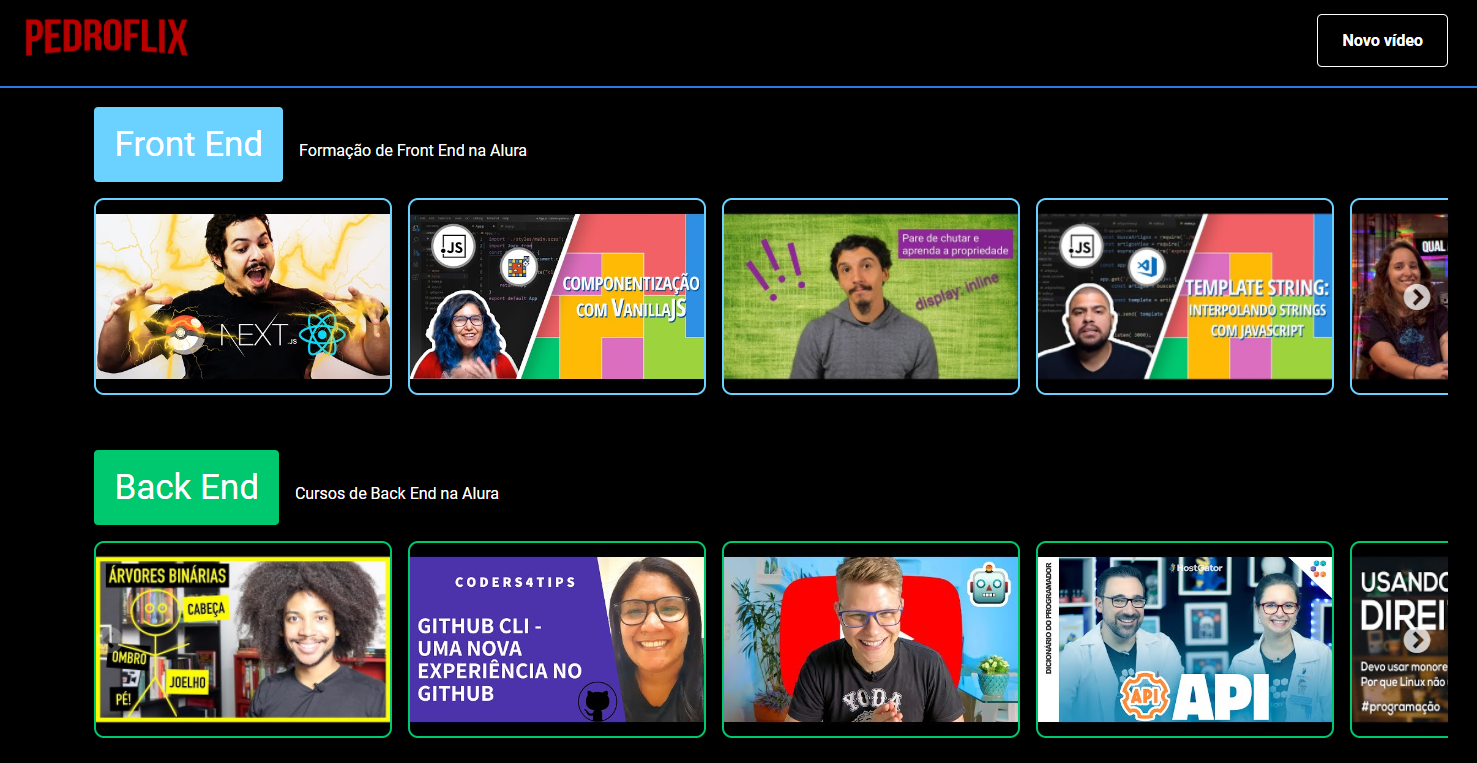 PEDROFLIX
Novo vídeo
Front End
Formação de Front End na Alura
NEXT.JS
.JS
COMPONENTIZAÇÃO
COM VANILLAJS
!!!
Pare de chutar e
aprenda a propriedade
display: inline
.JS
TEMPLATE STRING:
INTERPOLANDO STRINGS
COM JAVASCRIPT
QUAL
Back End
Cursos de Back End na Alura
ÁRVORES BINÁRIAS
CABEÇA
OMBRO
JOELHO
PÉ!
CODERS4TIPS
GITHUB CLI -
UMA NOVA
EXPERIÊNCIA NO
GITHUB
YODA
DICIONÁRIO DO PROGRAMADOR
HostGator
API
API
USANDO
DIREI
Devo usar monore
Por que Linux não
#programação